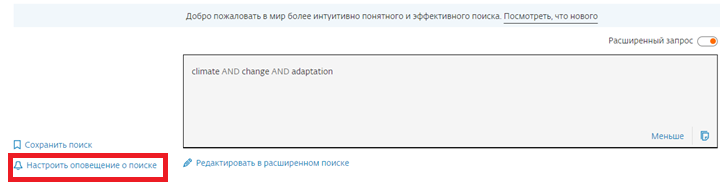 Добро пожаловать в мир более интуитивно понятного и эффективного поиска. Посмотреть, что нового
Расширенный запрос
climate AND change AND adaptation
Меньше
Сохранить поиск
Настроить оповещение о поиске
Редактировать в расширенном поиске